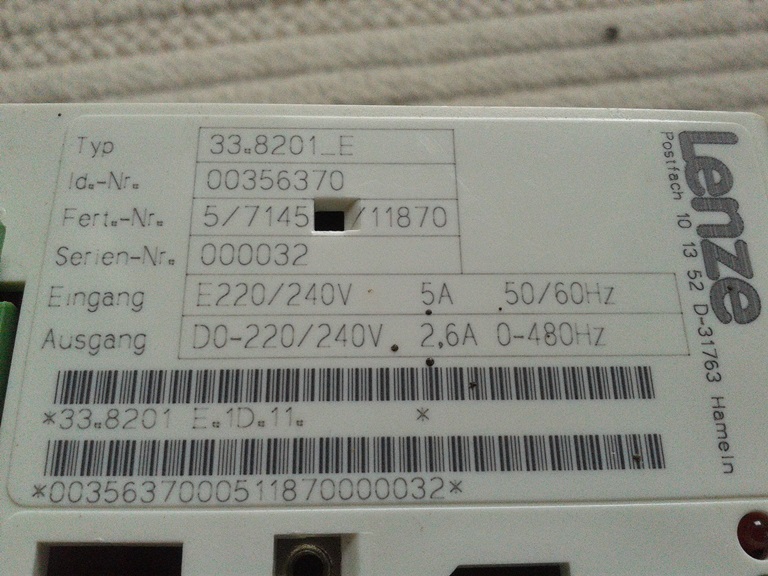 Typ 33.8201_E
Id.-Nr. 00356370
Fert.-Nr. 5/7145 /11870
Serien-Nr. 000032
Eingang E220/240V 5A 50/60Hz
Ausgang D0-220/240V 2,6A 0-480Hz
*33.8201 E.1D.11. *
*0035637000511870000032*
Lenze
Postfach 10 13 52 D-31763 Hameln